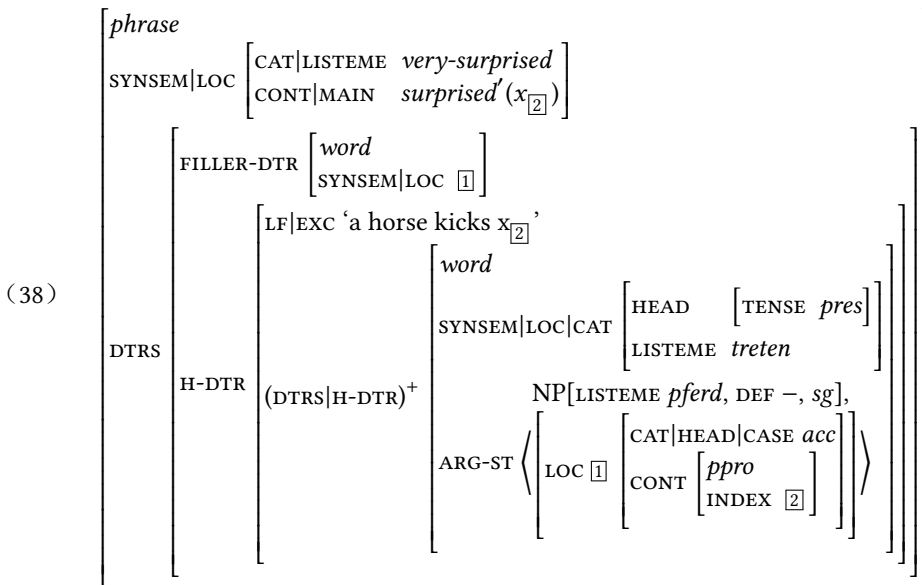 phrase
SYNSEM|LOC [CAT|LISTEME very-surprised
CONT|MAIN surprised′(x[2])]
FILLER-DTR [word
SYNSEM|LOC [1]]
LF|EXC ‘a horse kicks x[2]’
word
(38)
SYNSEM|LOC|CAT [HEAD [TENSE pres]
LISTEME treten]
DTRS
H-DTR (DTRS|H-DTR)+
NP[LISTEME pferd, DEF −, sg],
ARG-ST ⟨[LOC [1] [CAT|HEAD|CASE acc
CONT [ppro
INDEX [2]]]]⟩